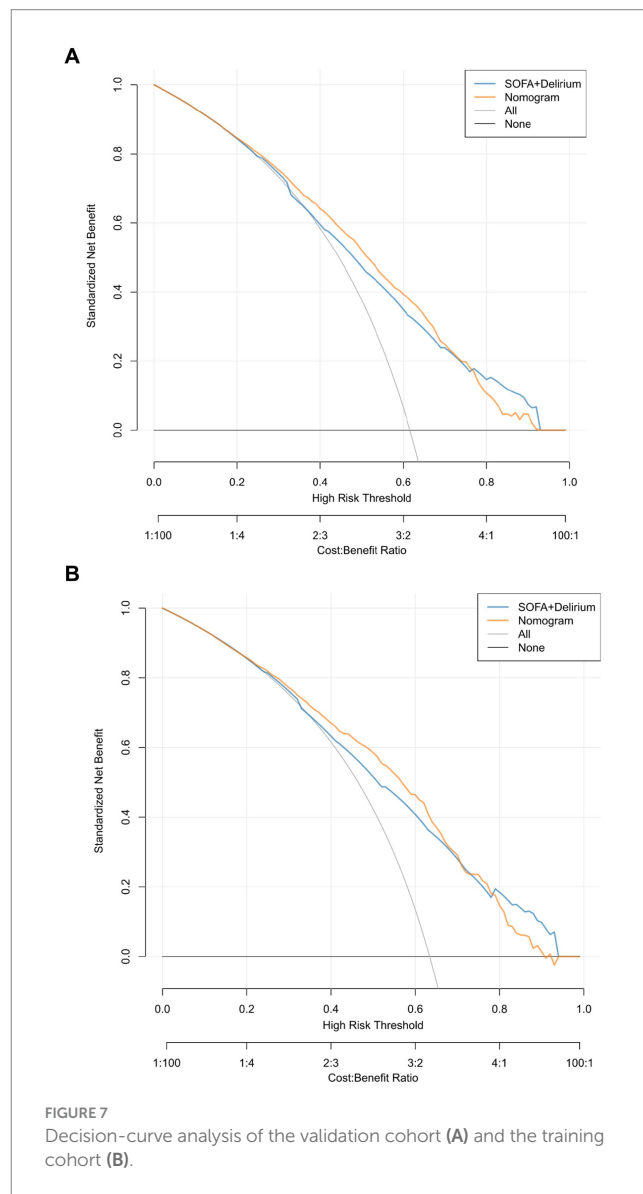 A
SOFA+Delirium
Nomogram
All
None
Standardized Net Benefit
1.0
0.8
0.6
0.4
0.2
0.0
0.0 0.2 0.4 0.6 0.8 1.0
High Risk Threshold
1:100 1:4 2:3 3:2 4:1 100:1
Cost:Benefit Ratio
B
SOFA+Delirium
Nomogram
All
None
Standardized Net Benefit
1.0
0.8
0.6
0.4
0.2
0.0
0.0 0.2 0.4 0.6 0.8 1.0
High Risk Threshold
1:100 1:4 2:3 3:2 4:1 100:1
Cost:Benefit Ratio
FIGURE 7
Decision-curve analysis of the validation cohort (A) and the training
cohort (B).